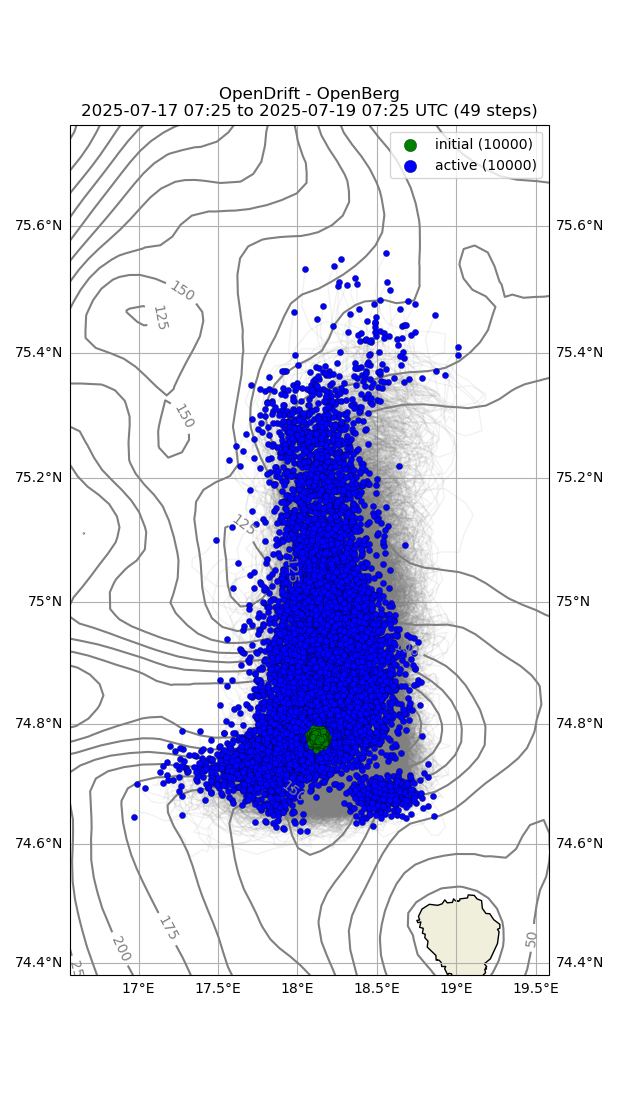 OpenDrift - OpenBerg
2025-07-17 07:25 to 2025-07-19 07:25 UTC (49 steps)
initial (10000)
active (10000)
75.6°N 75.6°N
150
125
75.4°N 75.4°N
150
75.2°N 75.2°N
125
125
75°N 75°N
74.8°N 74.8°N
150
74.6°N 74.6°N
175
200
50
74.4°N 74.4°N
17°E 17.5°E 18°E 18.5°E 19°E 19.5°E